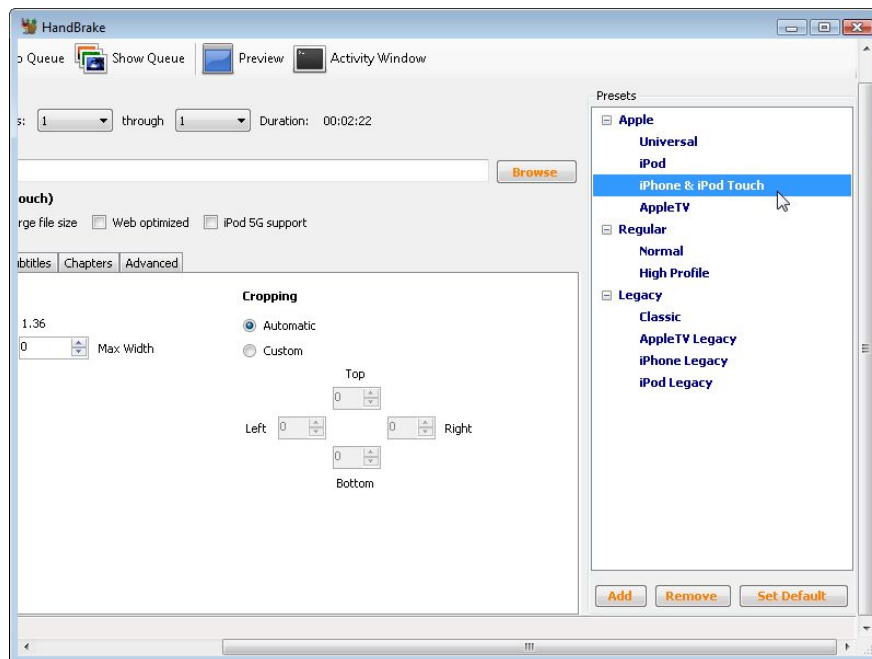 HandBrake
o Queue Show Queue Preview Activity Window
Presets
s: 1 through 1 Duration: 00:02:22
Apple
Universal
iPod
Browse
iPhone & iPod Touch
ouch)
AppleTV
rge file size Web optimized iPod 5G support
Regular
Normal
ubtitles Chapters Advanced
High Profile
Cropping
Legacy
Classic
1.36 Automatic
AppleTV Legacy
0 Max Width Custom
iPhone Legacy
Top
iPod Legacy
0
Left 0 0 Right
0
Bottom
Add Remove Set Default